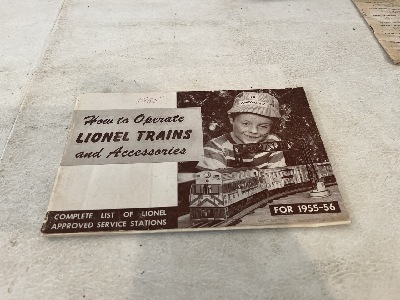 How to Operate
LIONEL TRAINS
and Accessories
COMPLETE LIST OF LIONEL
APPROVED SERVICE STATIONS
FOR 1955-56